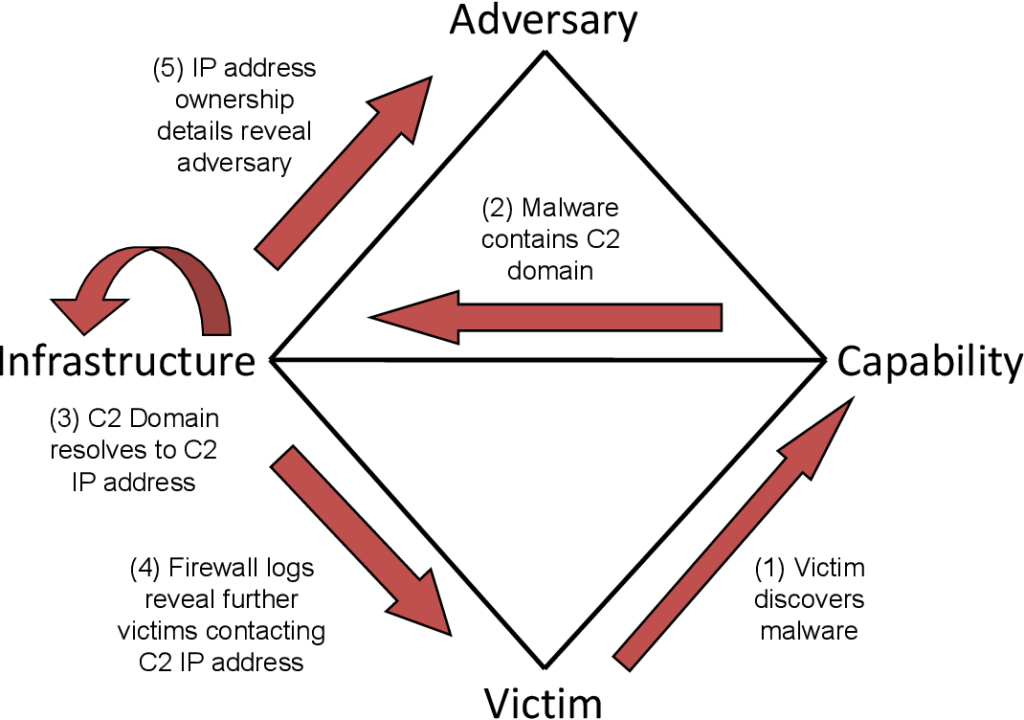 Adversary
(5) IP address
ownership
details reveal
adversary
(2) Malware
contains C2
domain
Infrastructure
Capability
(3) C2 Domain
resolves to C2
IP address
(4) Firewall logs
reveal further
victims contacting
C2 IP address
(1) Victim
discovers
malware
Victim